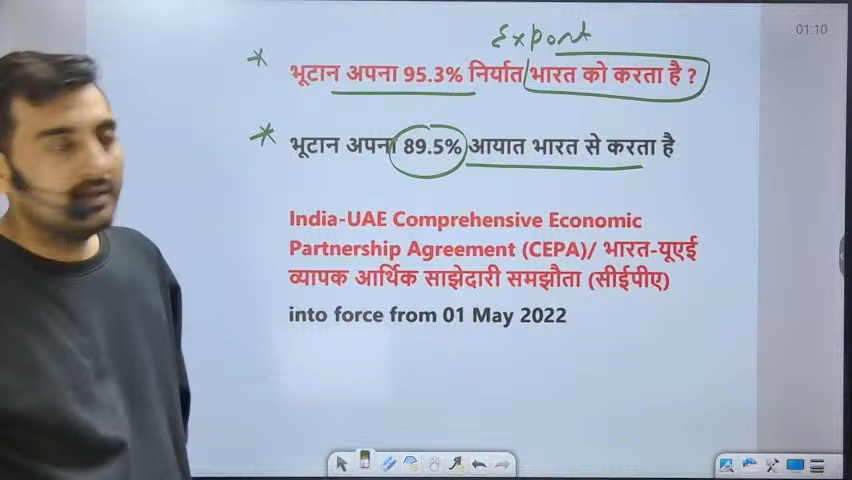 01:10
Export
* भूटान अपना 95.3% निर्यात भारत को करता है ?
* भूटान अपना 89.5% आयात भारत से करता है
India-UAE Comprehensive Economic
Partnership Agreement (CEPA)/ भारत-यूएई
व्यापक आर्थिक साझेदारी समझौता (सीईपीए)
into force from 01 May 2022